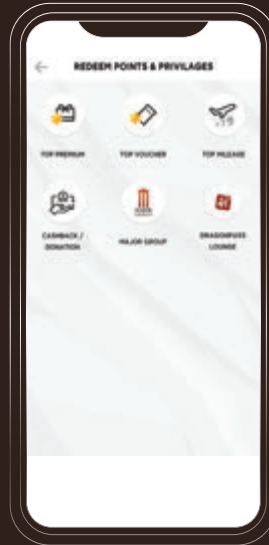 REDEEM POINTS & PRIVILAGES
TOP PREMIUM
TOP VOUCHER
TOP MILEAGE
CASHBACK /
DONATION
MAJOR GROUP
DRAGONPASS
LOUNGE